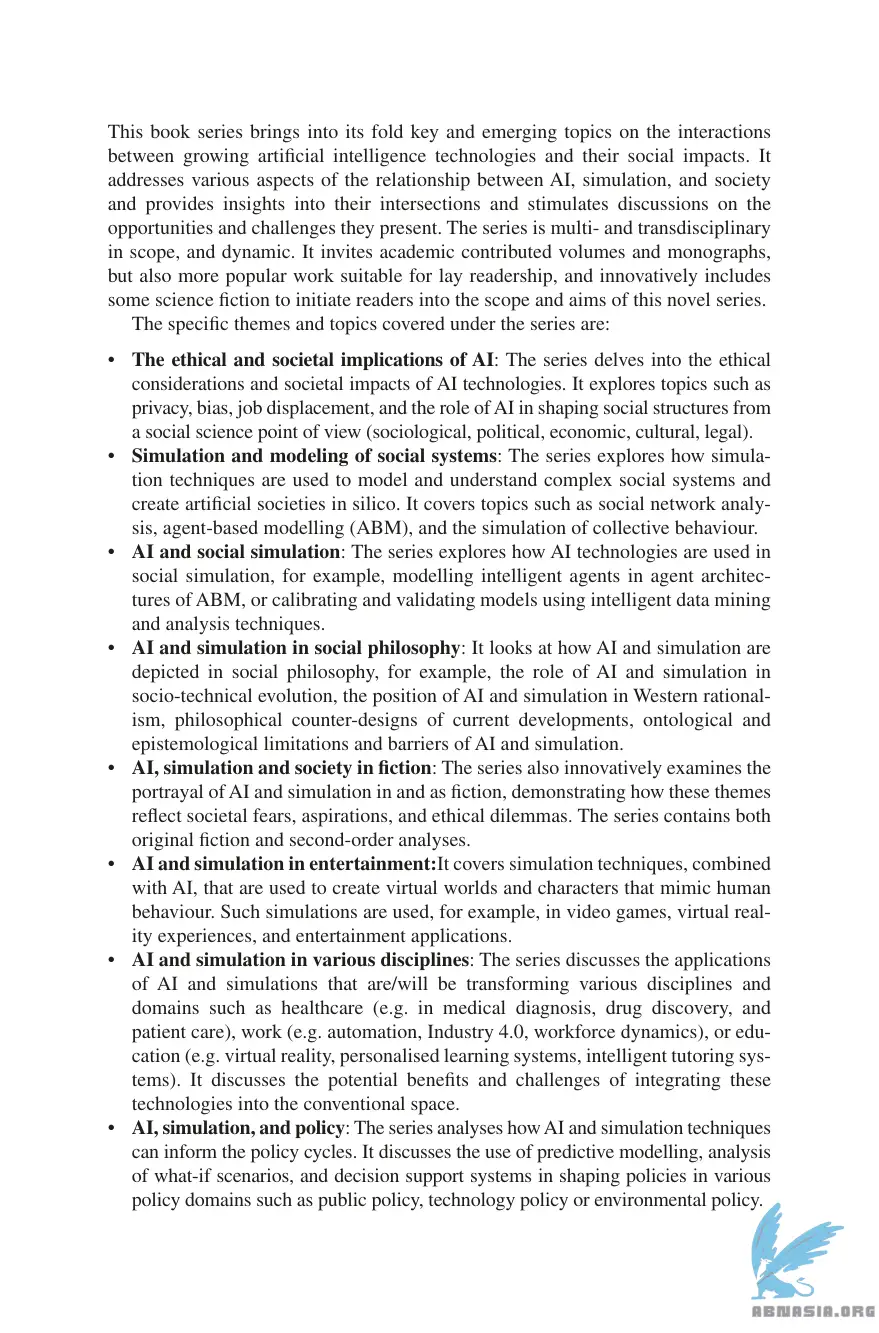 This book series brings into its fold key and emerging topics on the interactions
between growing artificial intelligence technologies and their social impacts. It
addresses various aspects of the relationship between AI, simulation, and society
and provides insights into their intersections and stimulates discussions on the
opportunities and challenges they present. The series is multi- and transdisciplinary
in scope, and dynamic. It invites academic contributed volumes and monographs,
but also more popular work suitable for lay readership, and innovatively includes
some science fiction to initiate readers into the scope and aims of this novel series.
The specific themes and topics covered under the series are:
• The ethical and societal implications of AI: The series delves into the ethical
considerations and societal impacts of AI technologies. It explores topics such as
privacy, bias, job displacement, and the role of AI in shaping social structures from
a social science point of view (sociological, political, economic, cultural, legal).
• Simulation and modeling of social systems: The series explores how simula-
tion techniques are used to model and understand complex social systems and
create artificial societies in silico. It covers topics such as social network analy-
sis, agent-based modelling (ABM), and the simulation of collective behaviour.
• AI and social simulation: The series explores how AI technologies are used in
social simulation, for example, modelling intelligent agents in agent architec-
tures of ABM, or calibrating and validating models using intelligent data mining
and analysis techniques.
• AI and simulation in social philosophy: It looks at how AI and simulation are
depicted in social philosophy, for example, the role of AI and simulation in
socio-technical evolution, the position of AI and simulation in Western rational-
ism, philosophical counter-designs of current developments, ontological and
epistemological limitations and barriers of AI and simulation.
• AI, simulation and society in fiction: The series also innovatively examines the
portrayal of AI and simulation in and as fiction, demonstrating how these themes
reflect societal fears, aspirations, and ethical dilemmas. The series contains both
original fiction and second-order analyses.
• AI and simulation in entertainment:It covers simulation techniques, combined
with AI, that are used to create virtual worlds and characters that mimic human
behaviour. Such simulations are used, for example, in video games, virtual real-
ity experiences, and entertainment applications.
• AI and simulation in various disciplines: The series discusses the applications
of AI and simulations that are/will be transforming various disciplines and
domains such as healthcare (e.g. in medical diagnosis, drug discovery, and
patient care), work (e.g. automation, Industry 4.0, workforce dynamics), or edu-
cation (e.g. virtual reality, personalised learning systems, intelligent tutoring sys-
tems). It discusses the potential benefits and challenges of integrating these
technologies into the conventional space.
• AI, simulation, and policy: The series analyses how AI and simulation techniques
can inform the policy cycles. It discusses the use of predictive modelling, analysis
of what-if scenarios, and decision support systems in shaping policies in various
policy domains such as public policy, technology policy or environmental policy.
ABNASIA.ORG